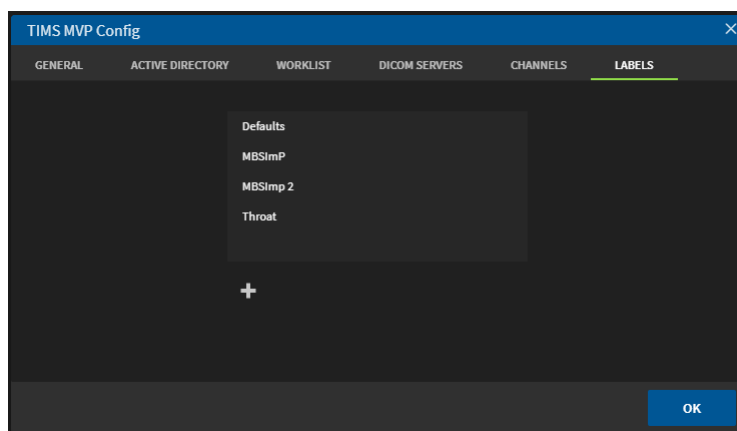 TIMS MVP Config
GENERAL ACTIVE DIRECTORY WORKLIST DICOM SERVERS CHANNELS LABELS
Defaults
MBSImP
MBSImp 2
Throat
OK